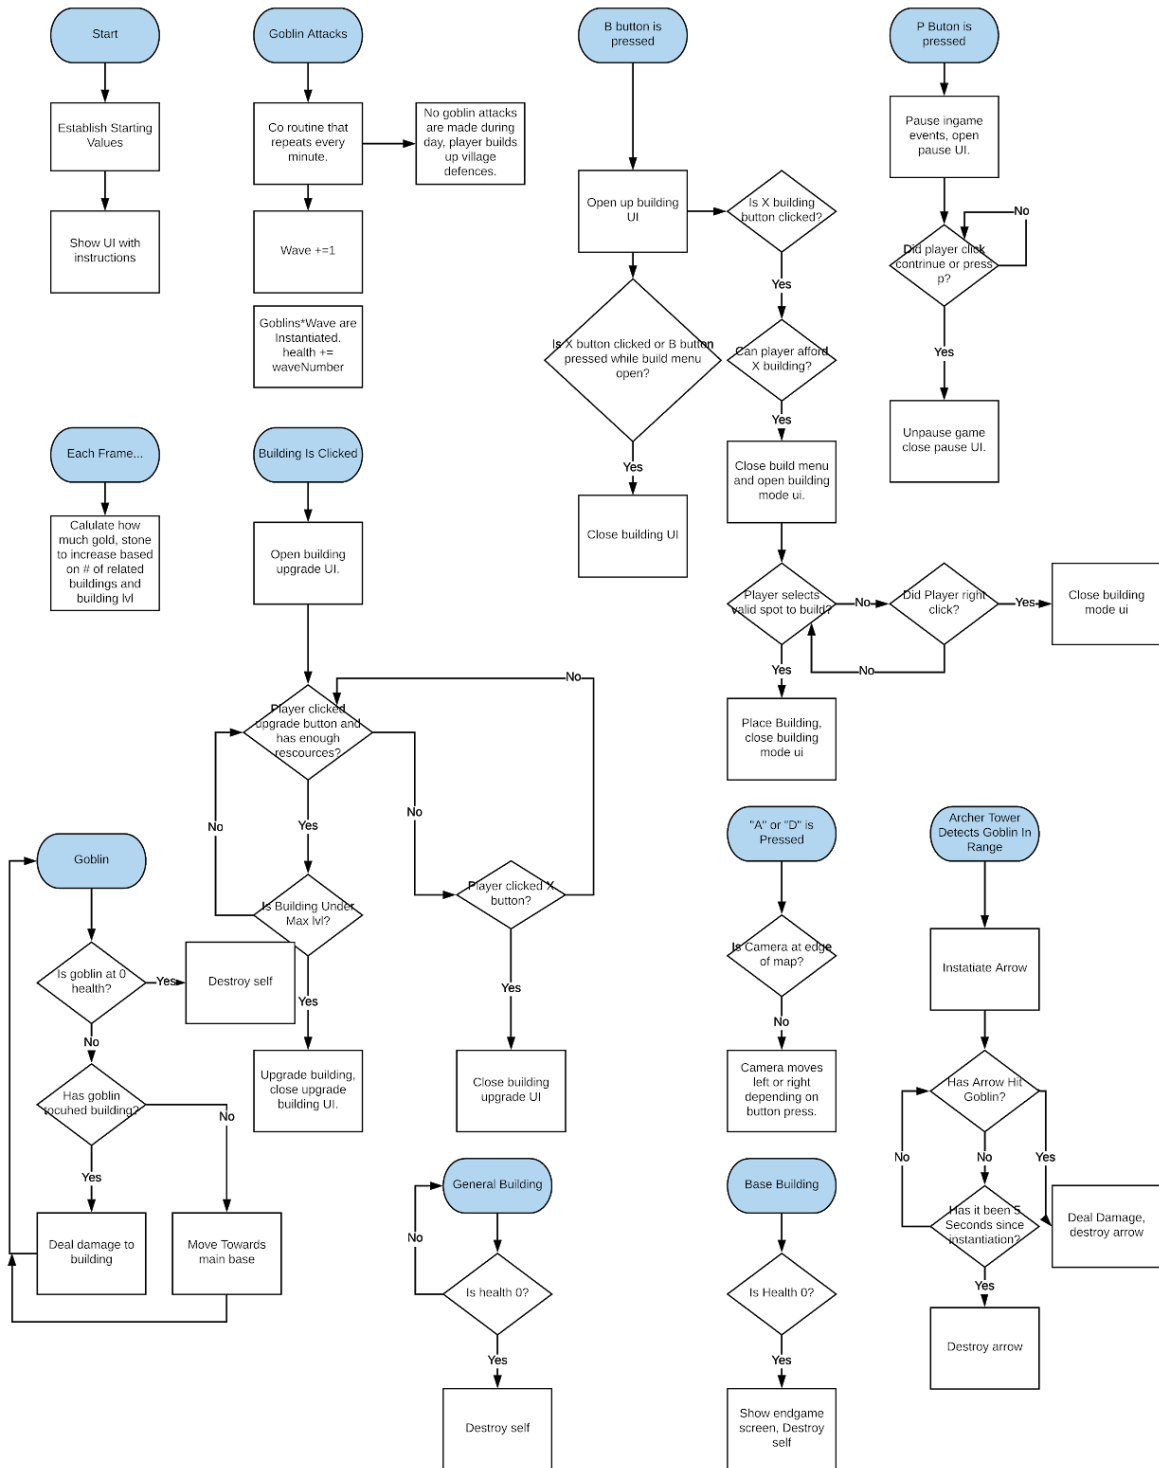 Start
Establish Starting
Values
Show UI with
instructions
Goblin Attacks
Co routine that
repeats every
minute.
No goblin attacks
are made during
day, player builds
up village
defences.
Wave +=1
Goblins*Wave are
Instantiated.
health +=
waveNumber
B button is
pressed
Open up building
UI
Is X button clicked or B button
pressed while build menu
open?
Yes
Close building UI
Is X building
button clicked?
Yes
Can player afford
X building?
Yes
Close build menu
and open building
mode ui.
Player selects
valid spot to build?
No
Did Player right
click?
Yes
Close building
mode ui
No
Yes
Place Building,
close building
mode ui
P Buton is
pressed
Pause ingame
events, open
pause UI.
No
Did player click
continue or press
p?
Yes
Unpause game
close pause UI.
Each Frame...
Calulate how
much gold, stone
to increase based
on # of related
buildings and
building lvl
Building Is Clicked
Open building
upgrade UI.
No
Player clicked
upgrade button and
has enough
rescources?
No
Yes
No
Is Building Under
Max lvl?
Yes
Upgrade building,
close upgrade
building UI.
Player clicked X
button?
Yes
Close building
upgrade UI
Goblin
Is goblin at 0
health?
Yes
Destroy self
No
Has goblin
tocuhed building?
No
Yes
Deal damage to
building
Move Towards
main base
General Building
No
Is health 0?
Yes
Destroy self
"A" or "D" is
Pressed
Is Camera at edge
of map?
No
Camera moves
left or right
depending on
button press.
Base Building
Is Health 0?
Yes
Show endgame
screen, Destroy
self
Archer Tower
Detects Goblin In
Range
Instatiate Arrow
Has Arrow Hit
Goblin?
No
No
Yes
Has it been 5
Seconds since
instantiation?
Deal Damage,
destroy arrow
Yes
Destroy arrow